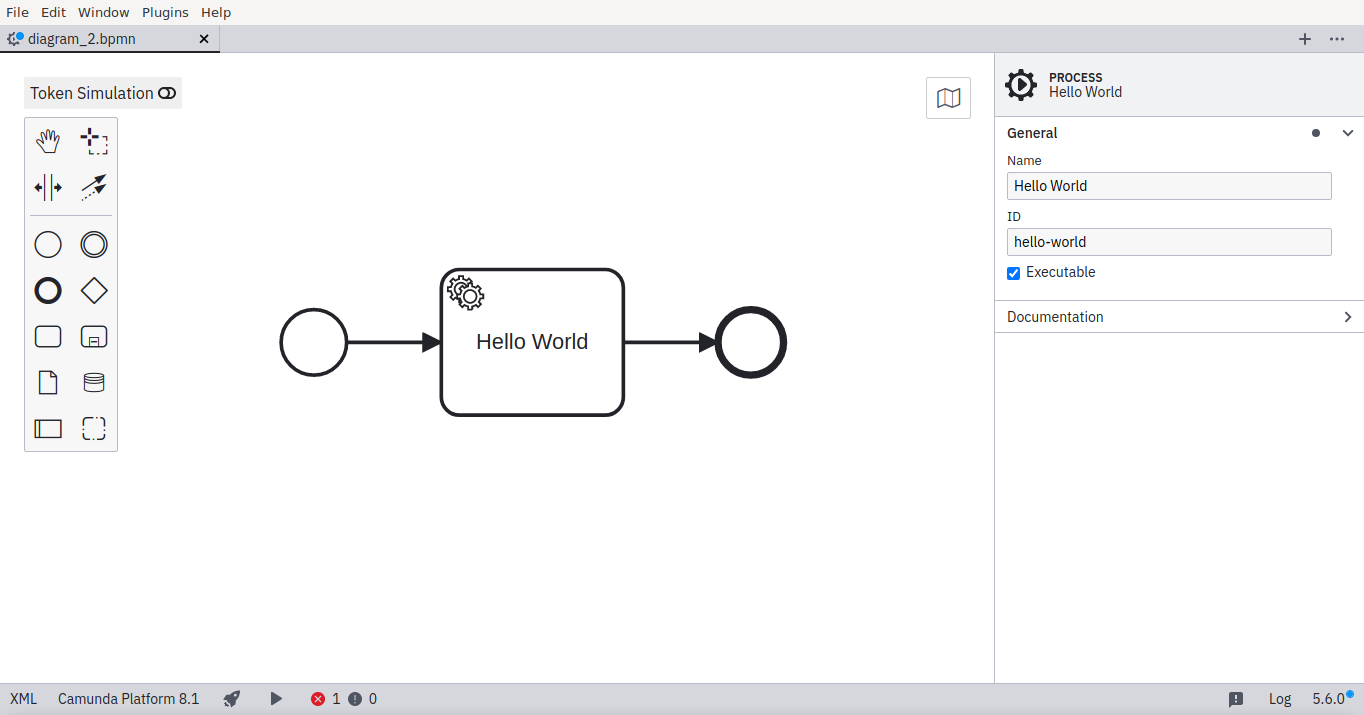 File Edit Window Plugins Help
diagram_2.bpmn
Token Simulation
Hello World
PROCESS
Hello World
General
Name
Hello World
ID
hello-world
Executable
Documentation
XML Camunda Platform 8.1 1 0 Log 5.6.0